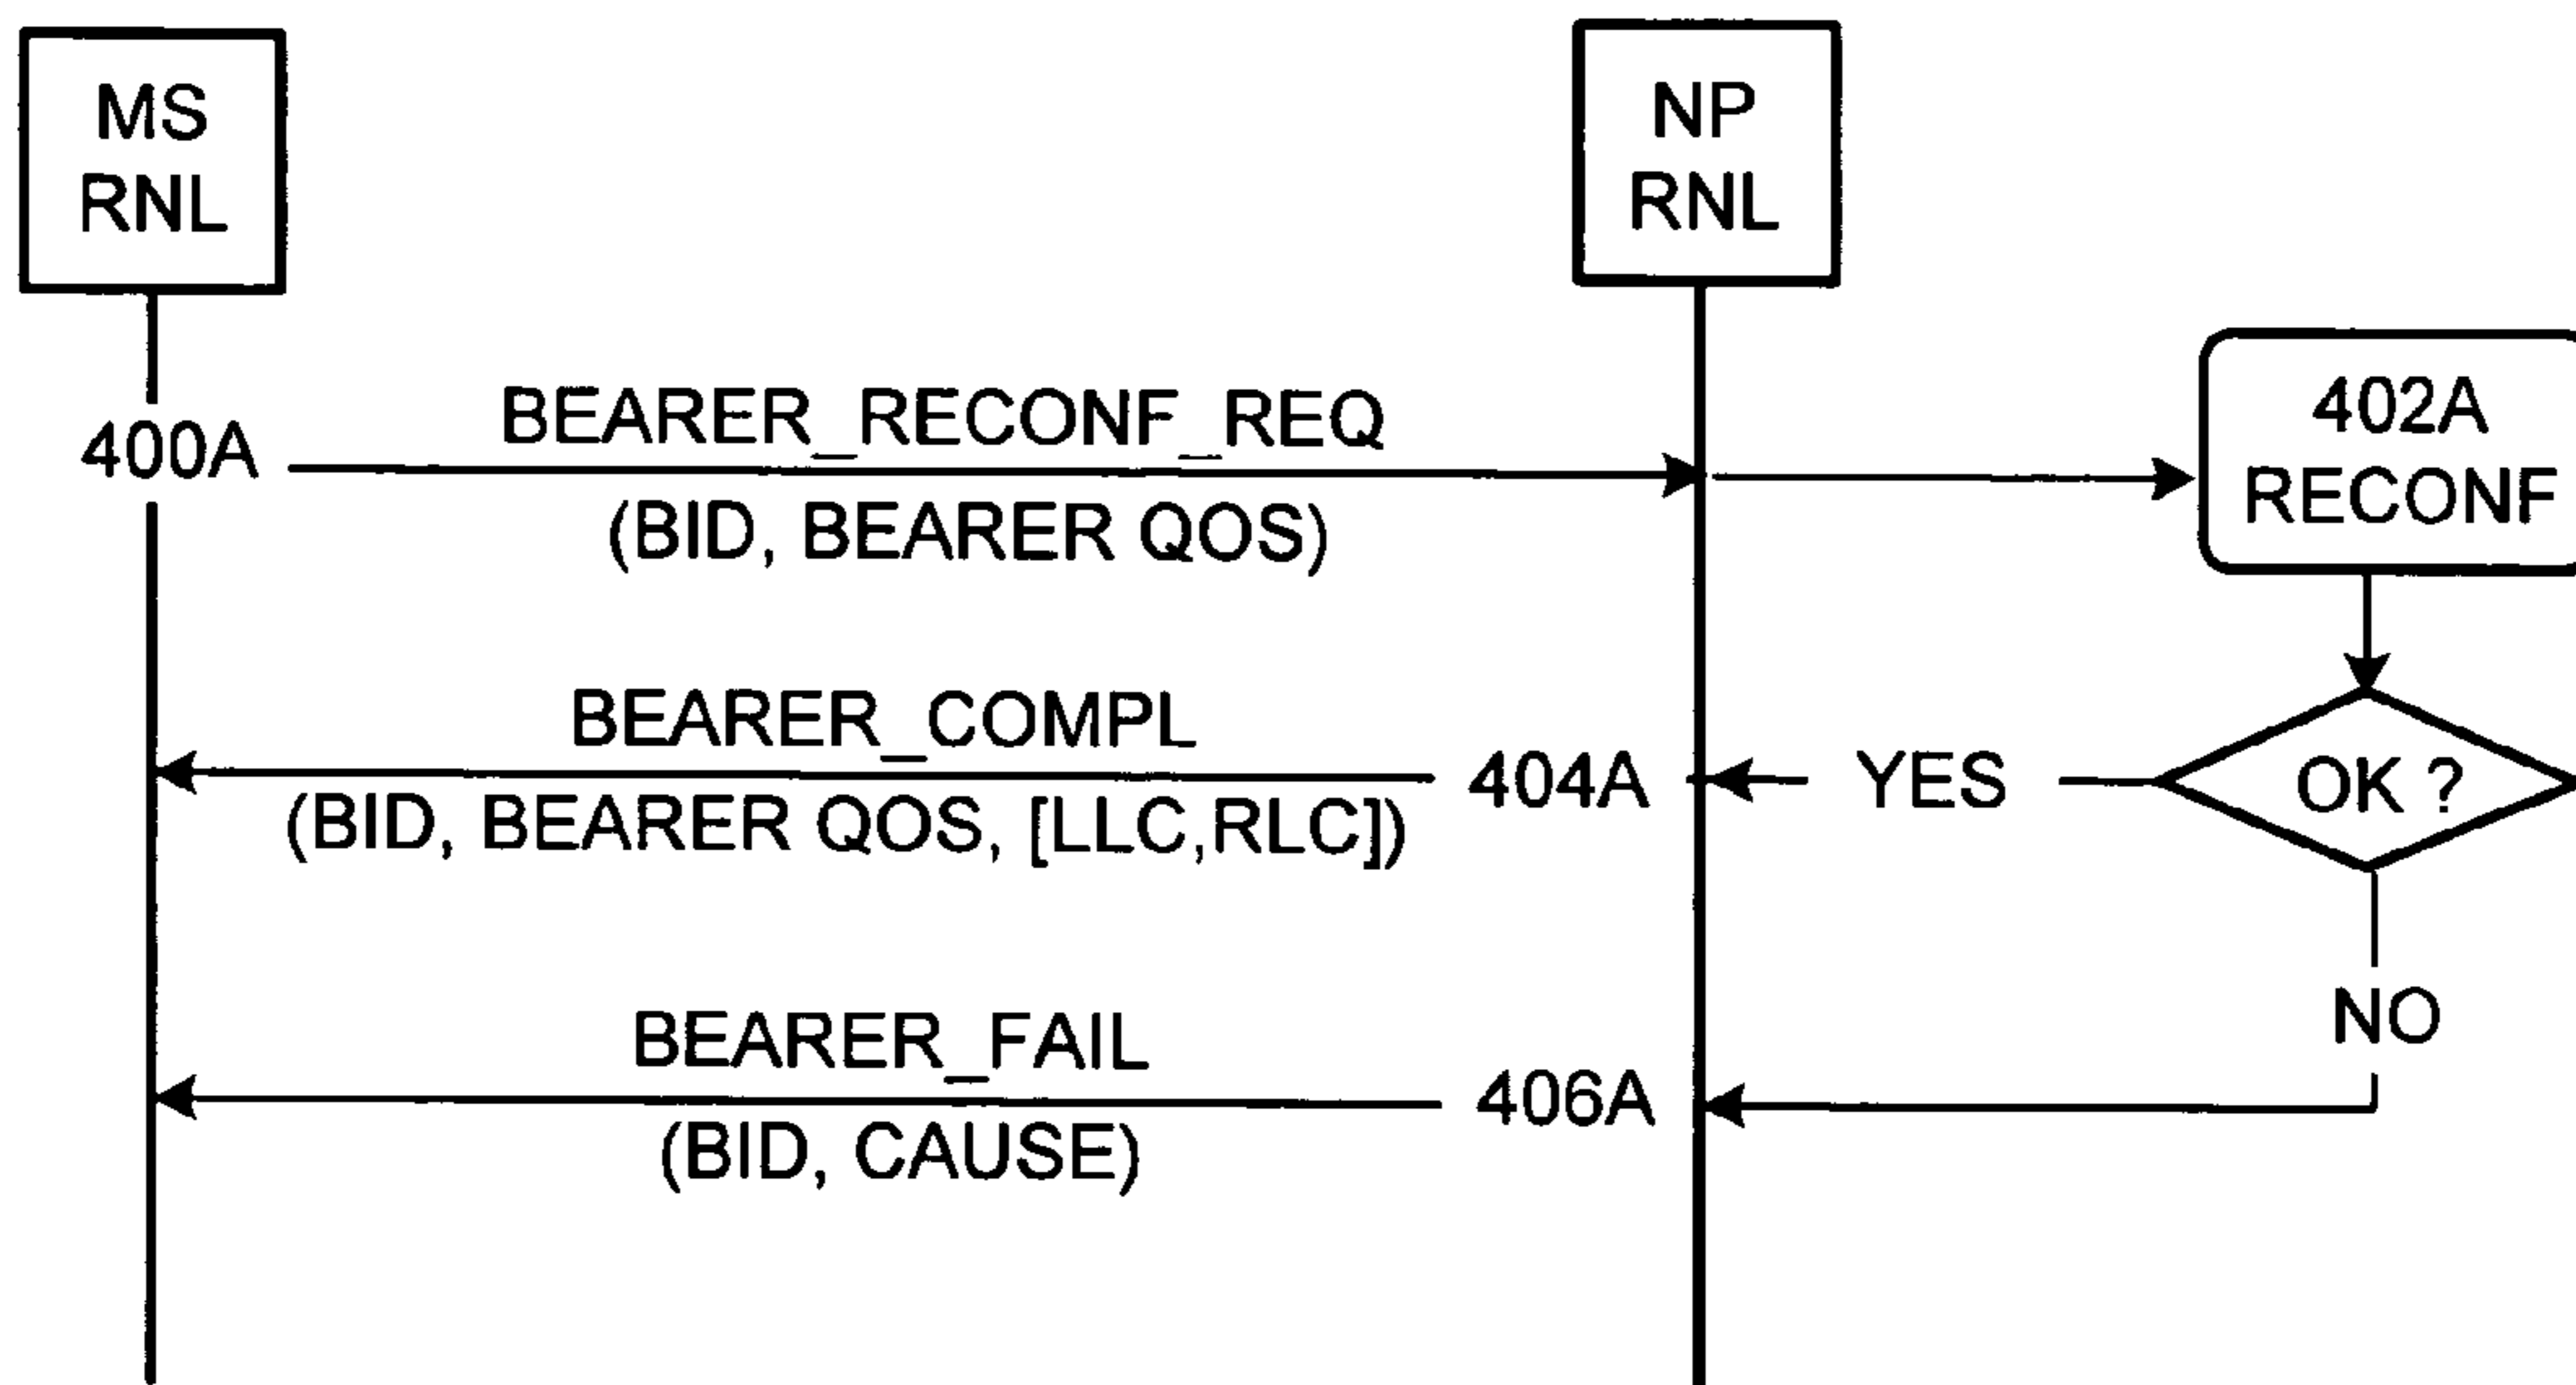 MS
RNL
NP
RNL
400A
BEARER_RECONF_REQ
(BID, BEARER QOS)
402A
RECONF
BEARER_COMPL
(BID, BEARER QOS, [LLC,RLC])
404A
YES
OK ?
NO
BEARER_FAIL
(BID, CAUSE)
406A